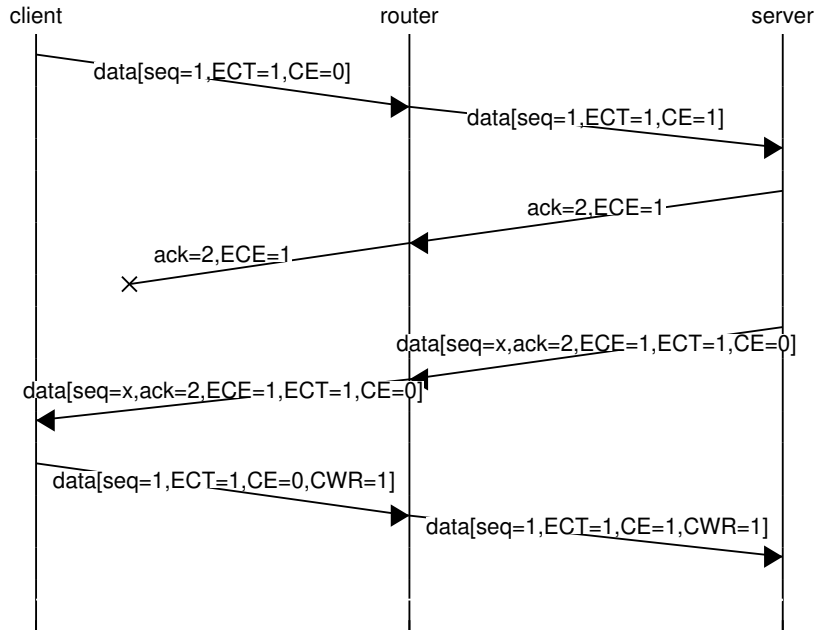 client router server
data[seq=1,ECT=1,CE=0]
data[seq=1,ECT=1,CE=1]
ack=2,ECE=1
ack=2,ECE=1
data[seq=x,ack=2,ECE=1,ECT=1,CE=0]
data[seq=x,ack=2,ECE=1,ECT=1,CE=0]
data[seq=1,ECT=1,CE=0,CWR=1]
data[seq=1,ECT=1,CE=1,CWR=1]